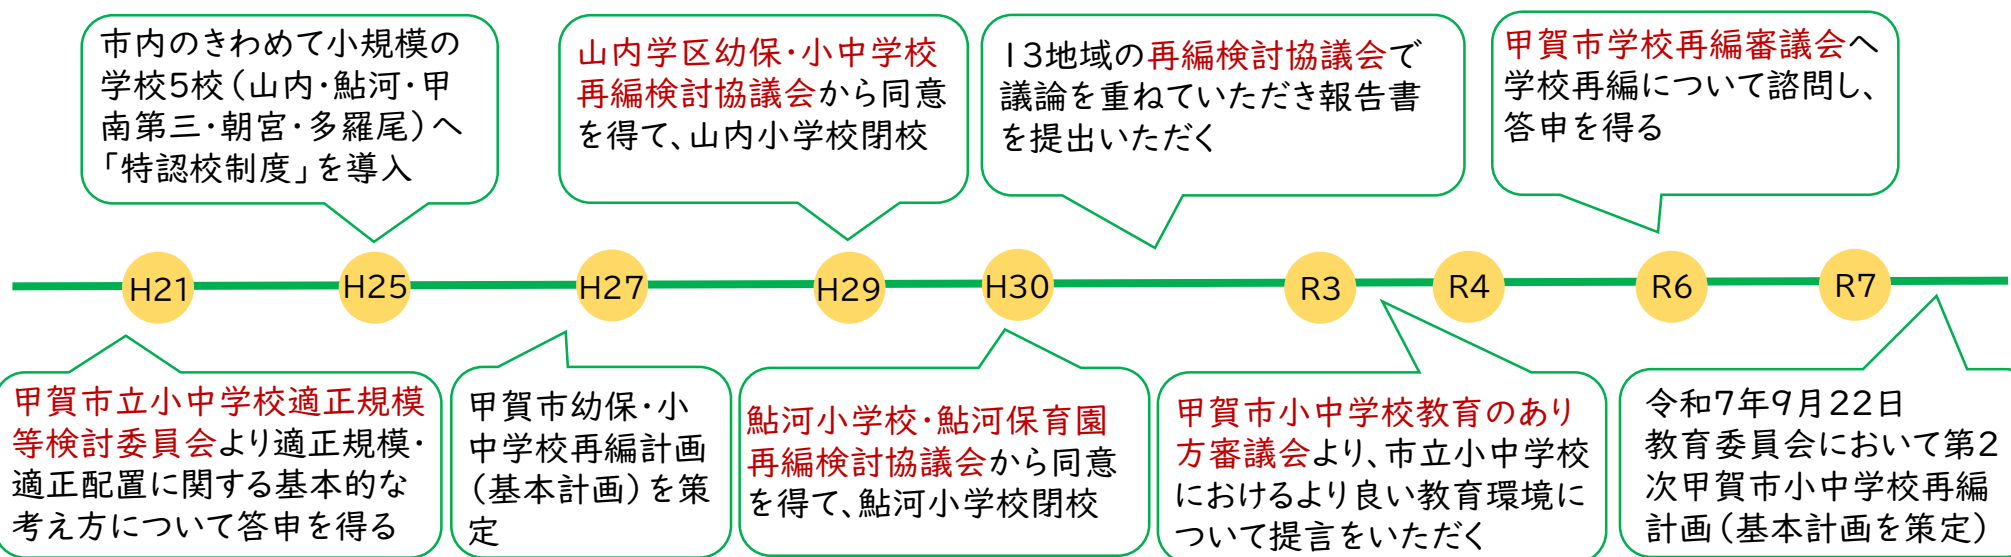 市内のきわめて小規模の
学校5校(山内・鮎河・甲
南第三・朝宮・多羅尾)へ
「特認校制度」を導入
山内学区幼保・小中学校
再編検討協議会から同意
を得て、山内小学校閉校
13地域の再編検討協議会で
議論を重ねていただき報告書
を提出いただく
甲賀市学校再編審議会へ
学校再編について諮問し、
答申を得る
H21
H25
H27
H29
H30
R3
R4
R6
R7
甲賀市立小中学校適正規模
等検討委員会より適正規模・
適正配置に関する基本的な
考え方について答申を得る
甲賀市幼保・小
中学校再編計画
(基本計画)を策
定
鮎河小学校・鮎河保育園
再編検討協議会から同意
を得て、鮎河小学校閉校
甲賀市小中学校教育のあり
方審議会より、市立小中学校
におけるより良い教育環境に
ついて提言をいただく
令和7年9月22日
教育委員会において第2
次甲賀市小中学校再編
計画(基本計画を策定)